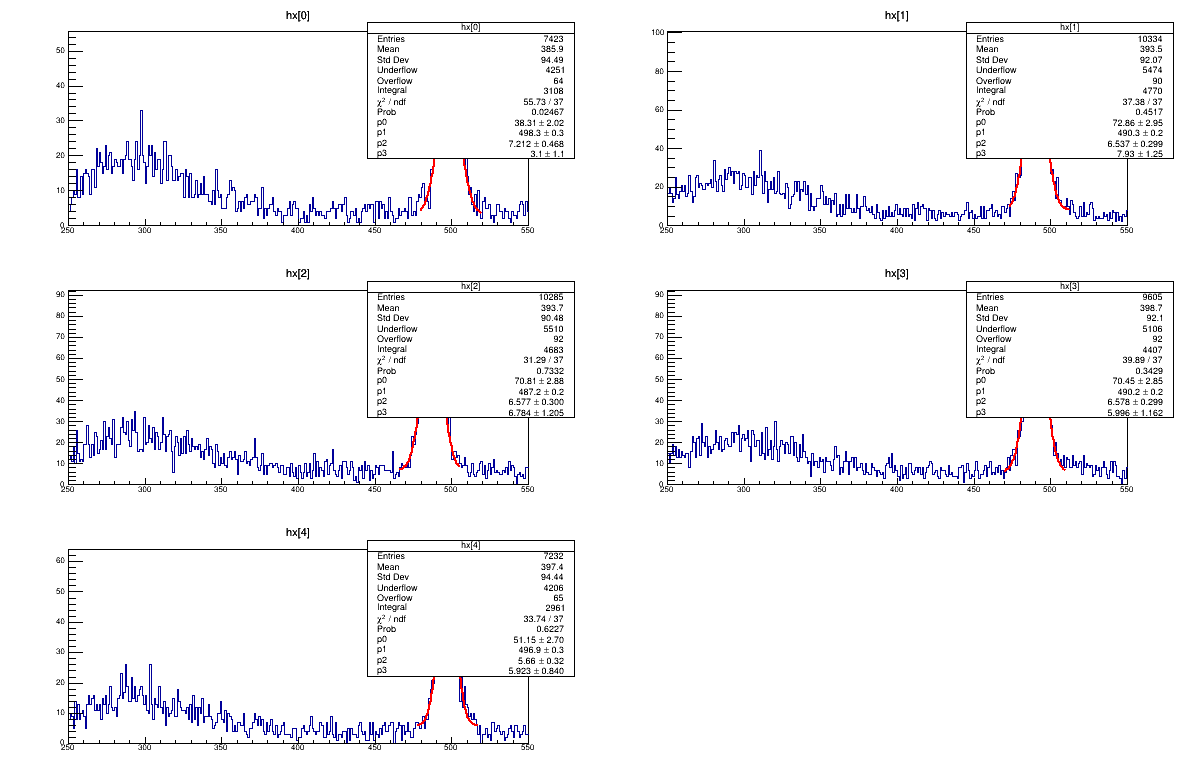 hx[0]
hx[0]
Entries 7423
Mean 385.9
Std Dev 94.49
Underflow 4251
Overflow 64
Integral 3108
χ² / ndf 55.73 / 37
Prob 0.02467
p0 38.31 ± 2.02
p1 498.3 ± 0.3
p2 7.212 ± 0.468
p3 3.1 ± 1.1
50
40
30
20
10
0
250 300 350 400 450 500 550
hx[1]
hx[1]
Entries 10334
Mean 393.5
Std Dev 92.07
Underflow 5474
Overflow 90
Integral 4770
χ² / ndf 37.38 / 37
Prob 0.4517
p0 72.86 ± 2.95
p1 490.3 ± 0.2
p2 6.537 ± 0.299
p3 7.93 ± 1.25
100
80
60
40
20
0
250 300 350 400 450 500 550
hx[2]
hx[2]
Entries 10285
Mean 393.7
Std Dev 90.48
Underflow 5510
Overflow 92
Integral 4683
χ² / ndf 31.29 / 37
Prob 0.7332
p0 70.81 ± 2.88
p1 487.2 ± 0.2
p2 6.577 ± 0.300
p3 6.784 ± 1.205
90
80
70
60
50
40
30
20
10
0
250 300 350 400 450 500 550
hx[3]
hx[3]
Entries 9605
Mean 398.7
Std Dev 92.1
Underflow 5106
Overflow 92
Integral 4407
χ² / ndf 39.89 / 37
Prob 0.3429
p0 70.45 ± 2.85
p1 490.2 ± 0.2
p2 6.578 ± 0.299
p3 5.996 ± 1.162
90
80
70
60
50
40
30
20
10
0
250 300 350 400 450 500 550
hx[4]
hx[4]
Entries 7232
Mean 397.4
Std Dev 94.44
Underflow 4206
Overflow 65
Integral 2961
χ² / ndf 33.74 / 37
Prob 0.6227
p0 51.15 ± 2.70
p1 496.9 ± 0.3
p2 5.66 ± 0.32
p3 5.923 ± 0.840
60
50
40
30
20
10
0
250 300 350 400 450 500 550